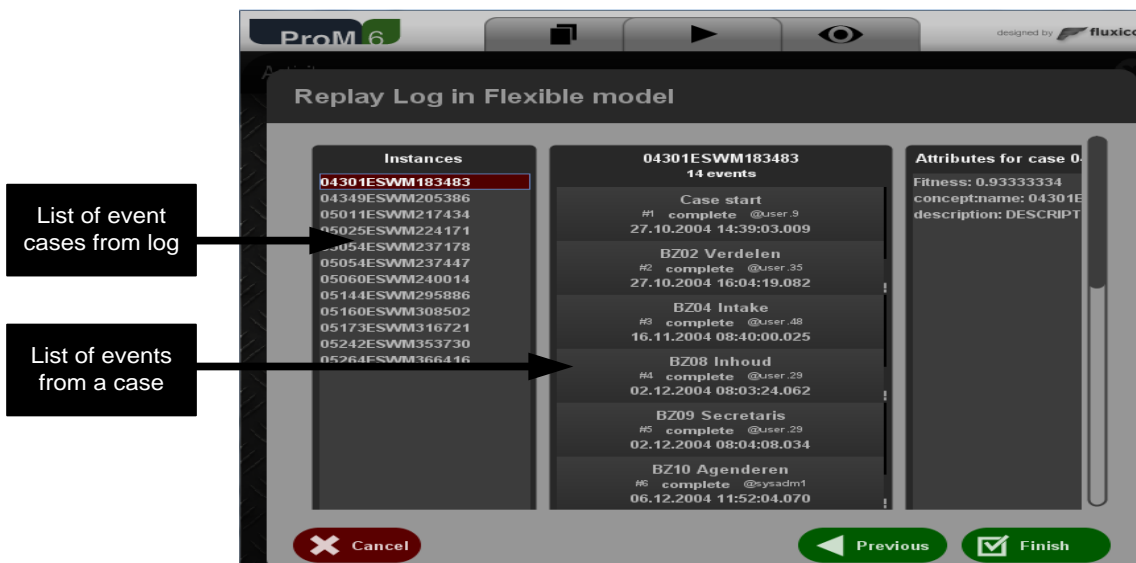 ProM 6
designed by fluxico
Replay Log in Flexible model
List of event
cases from log
List of events
from a case
Instances
04301ESWM183483
04349ESWM205386
05011ESWM217434
05025ESWM224171
05054ESWM237178
05054ESWM237447
05060ESWM240014
05144ESWM295886
05160ESWM308502
05173ESWM316721
05242ESWM353730
05264ESWM366416
04301ESWM183483
14 events
Case start
#1 complete @user.9
27.10.2004 14:39:03.009
BZ02 Verdelen
#2 complete @user.35
27.10.2004 16:04:19.082
BZ04 Intake
#3 complete @user.48
16.11.2004 08:40:00.025
BZ08 Inhoud
#4 complete @user.29
02.12.2004 08:03:24.062
BZ09 Secretaris
#5 complete @user.29
02.12.2004 08:04:08.034
BZ10 Agenderen
#6 complete @sysadm1
06.12.2004 11:52:04.070
Attributes for case 0
Fitness: 0.93333334
concept:name: 04301E
description: DESCRIPT
Cancel
Previous
Finish